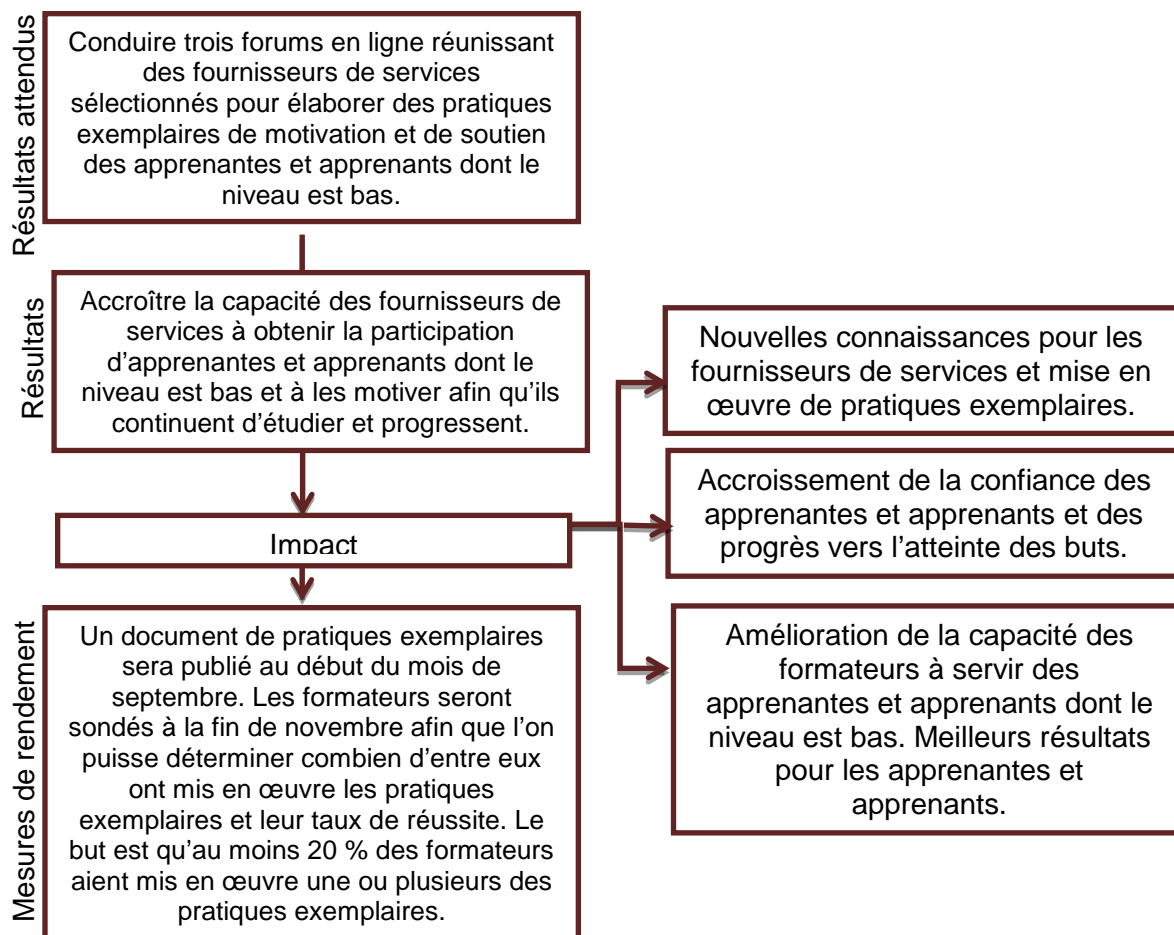 Résultats attendus
Conduire trois forums en ligne réunissant
des fournisseurs de services
sélectionnés pour élaborer des pratiques
exemplaires de motivation et de soutien
des apprenantes et apprenants dont le
niveau est bas.
Résultats
Accroître la capacité des fournisseurs de
services à obtenir la participation
d’apprenantes et apprenants dont le
niveau est bas et à les motiver afin qu’ils
continuent d’étudier et progressent.
Impact
Nouvelles connaissances pour les
fournisseurs de services et mise en
œuvre de pratiques exemplaires.
Accroissement de la confiance des
apprenantes et apprenants et des
progrès vers l’atteinte des buts.
Amélioration de la capacité des
formateurs à servir des
apprenantes et apprenants dont le
niveau est bas. Meilleurs résultats
pour les apprenantes et
apprenants.
Mesures de rendement
Un document de pratiques exemplaires
sera publié au début du mois de
septembre. Les formateurs seront
sondés à la fin de novembre afin que l’on
puisse déterminer combien d’entre eux
ont mis en œuvre les pratiques
exemplaires et leur taux de réussite. Le
but est qu’au moins 20 % des formateurs
aient mis en œuvre une ou plusieurs des
pratiques exemplaires.